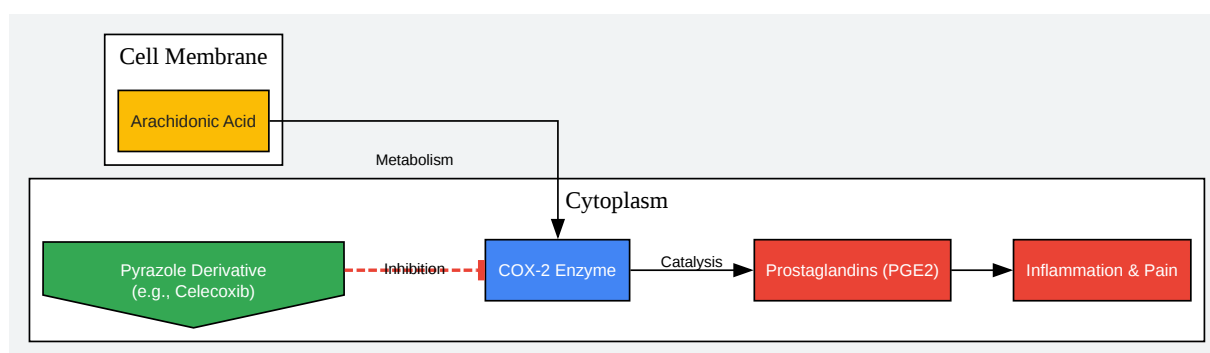 Cell Membrane
Arachidonic Acid
Metabolism
Cytoplasm
Pyrazole Derivative
(e.g., Celecoxib)
Inhibition
COX-2 Enzyme
Catalysis
Prostaglandins (PGE2)
Inflammation & Pain